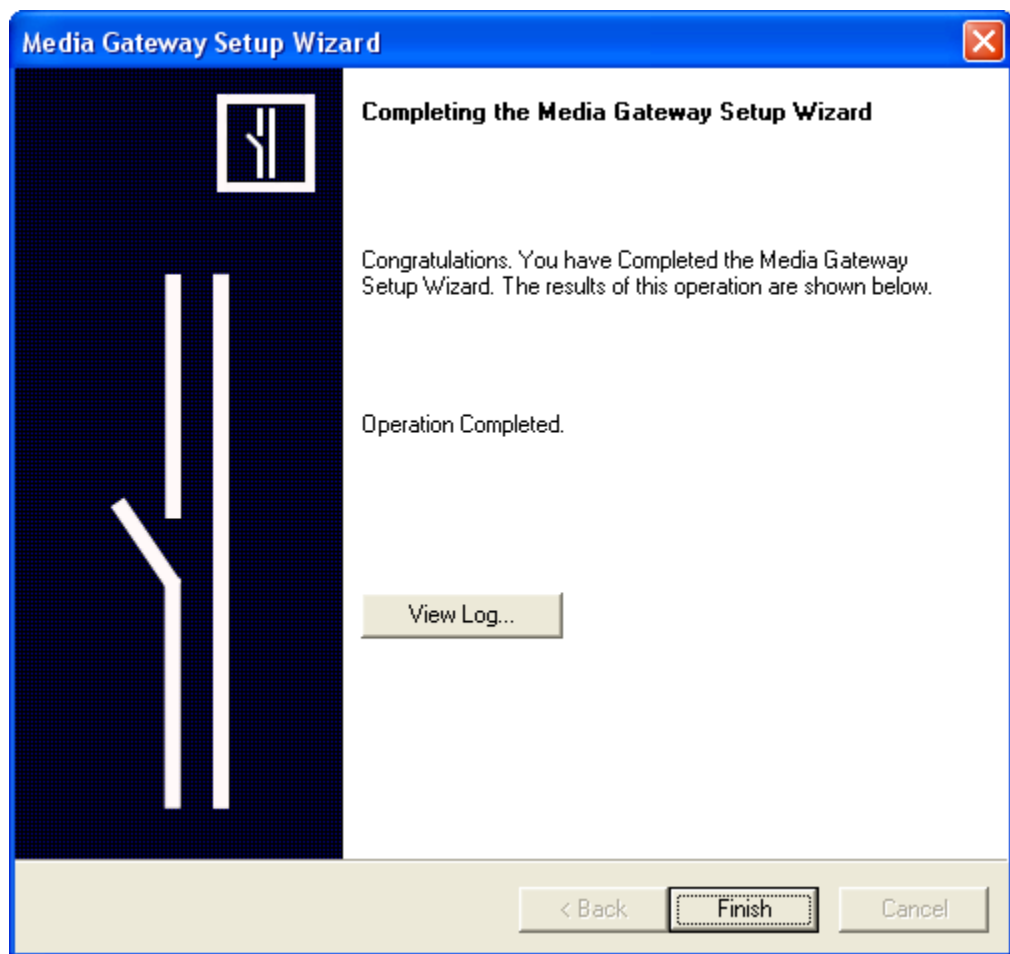 Media Gateway Setup Wizard
Completing the Media Gateway Setup Wizard
Congratulations. You have Completed the Media Gateway
Setup Wizard. The results of this operation are shown below.
Operation Completed.
View Log...
< Back
Finish
Cancel